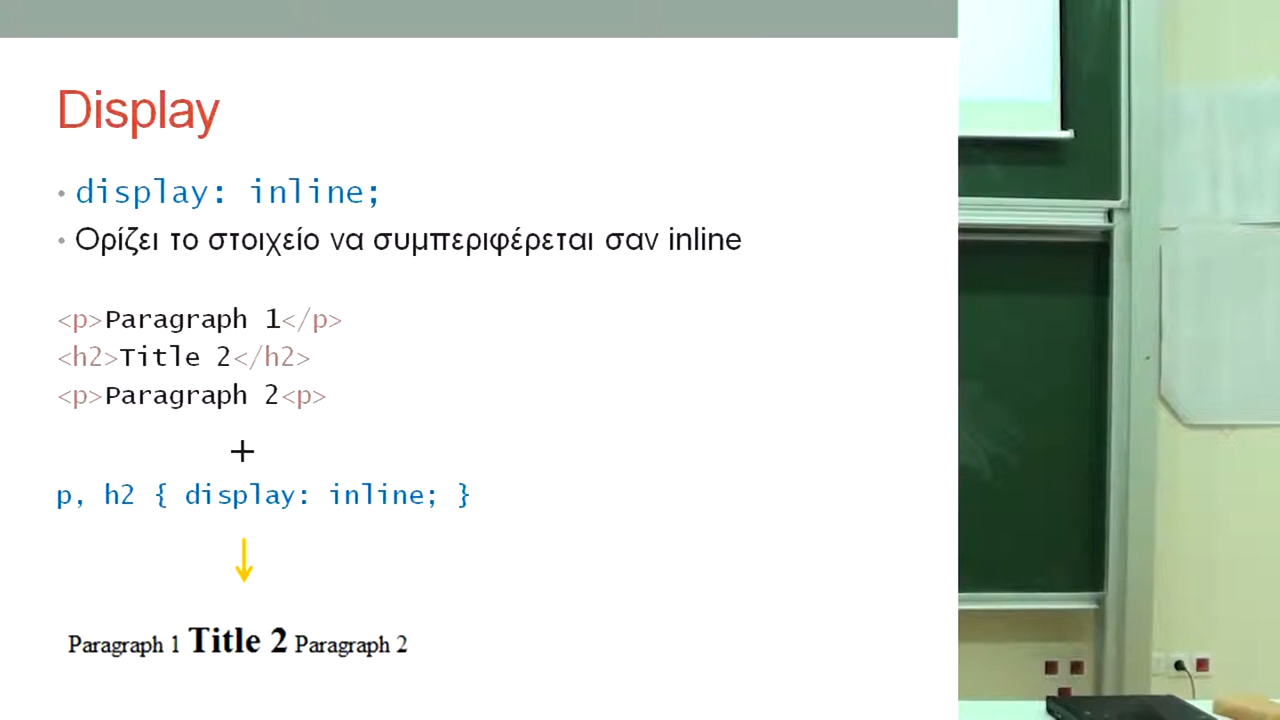 Display
• display: inline;
• Ορίζει το στοιχείο να συμπεριφέρεται σαν inline
<p>Paragraph 1</p>
<h2>Title 2</h2>
<p>Paragraph 2<p>
+
p, h2 { display: inline; }
↓
Paragraph 1 Title 2 Paragraph 2